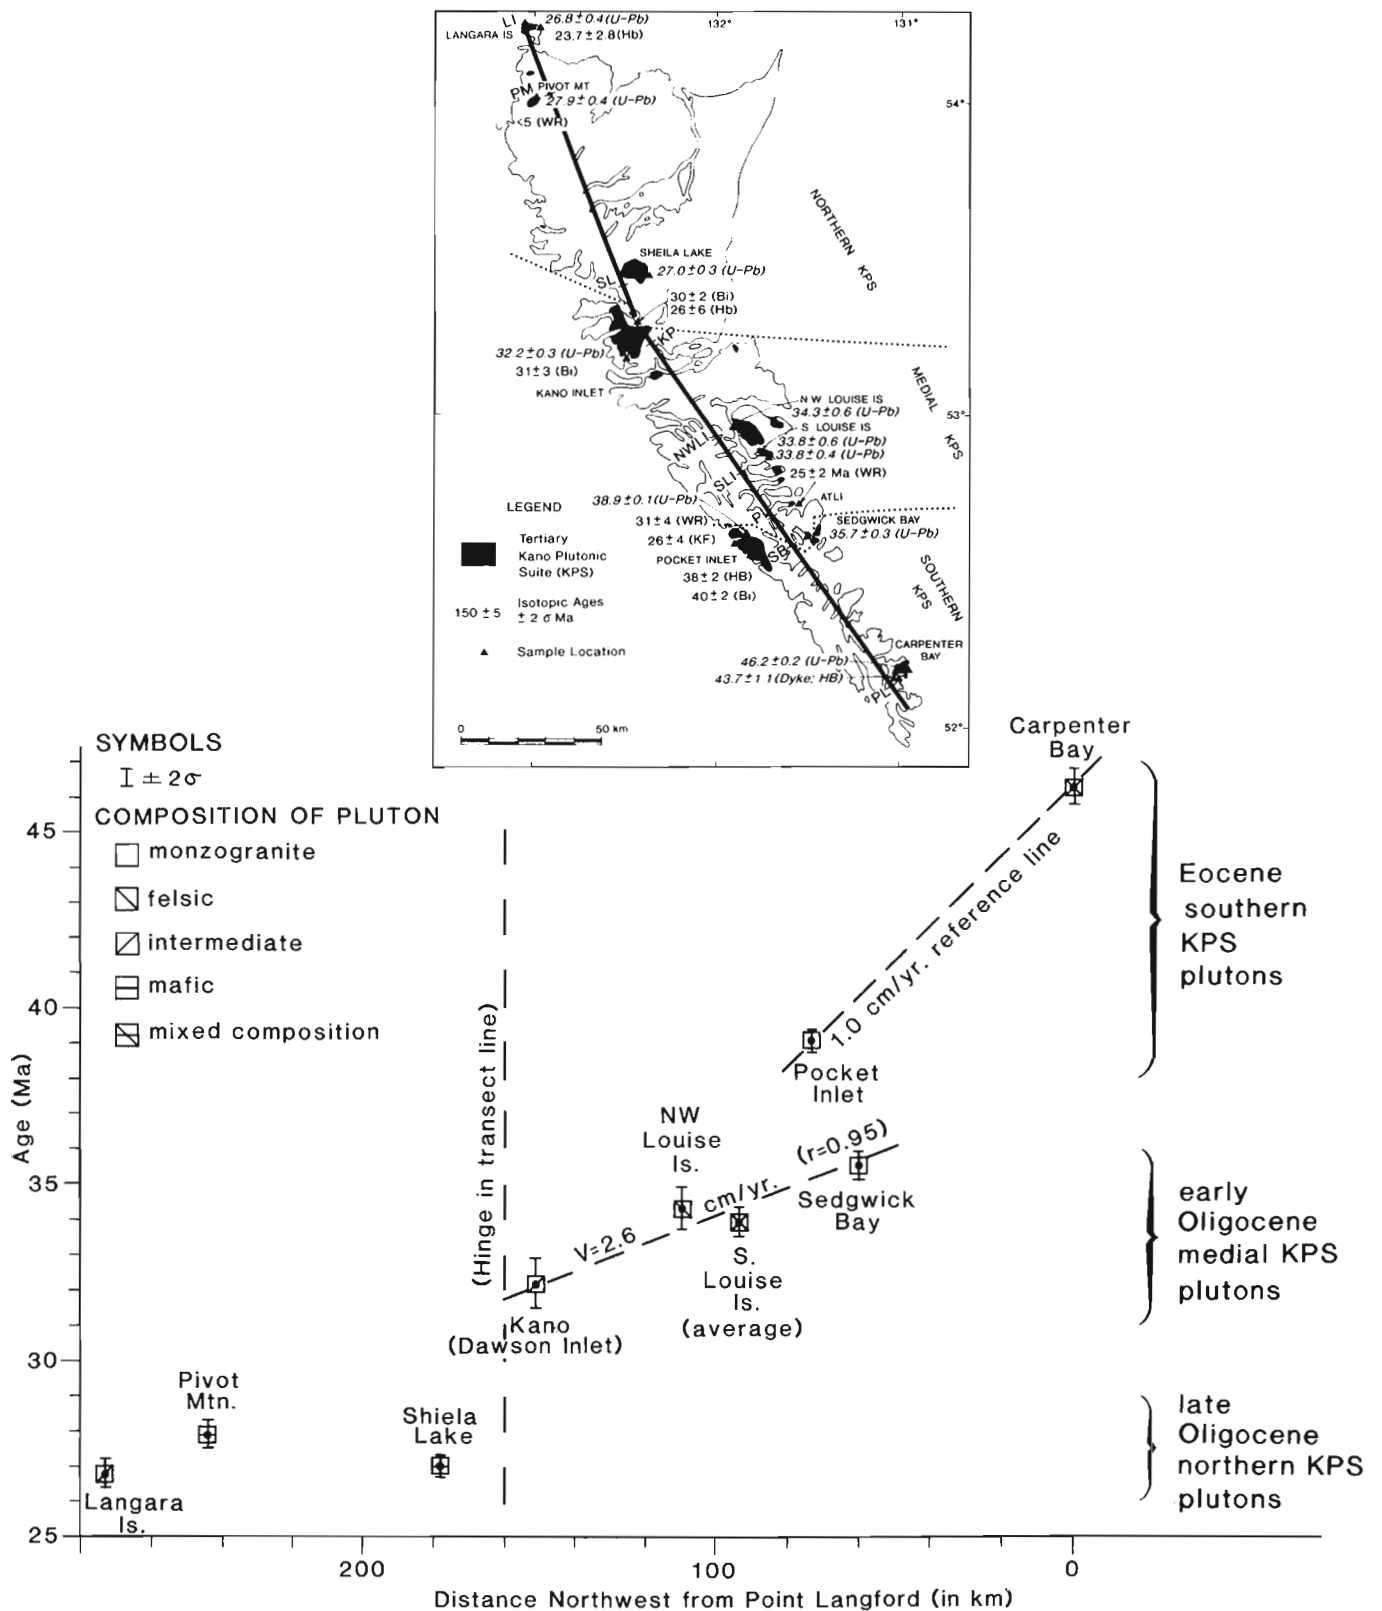 LI
26.8±0.4(U-Pb)
LANGARA IS
23.7±2.8(Hb)
132°
131°
PM
PIVOT MT
27.9±0.4 (U-Pb)
<5 (WR)
54°
NORTHERN KPS
SHEILA LAKE
27.0±0.3 (U-Pb)
SL
30±2 (Bi)
26±6 (Hb)
KP
32.2±0.3 (U-Pb)
31±3 (Bi)
KANO INLET
MEDIAL KPS
53°
NW LOUISE IS
34.3±0.6 (U-Pb)
S LOUISE IS
33.8±0.6 (U-Pb)
33.8±0.4 (U-Pb)
25±2 Ma (WR)
NWLI
SLI
ATLI
38.9±0.1(U-Pb)
31±4 (WR)
26±4 (KF)
POCKET INLET
38±2 (HB)
40±2 (Bi)
SB
SEDGWICK BAY
35.7±0.3 (U-Pb)
SOUTHERN KPS
LEGEND
Tertiary
Kano Plutonic
Suite (KPS)
150 ±5
Isotopic Ages
± 2 σ Ma
Sample Location
CARPENTER
BAY
46.2±0.2 (U-Pb)
43.7±1 1(Dyke: HB)
PL
52°
0
50 km
SYMBOLS
± 2σ
COMPOSITION OF PLUTON
monzogranite
felsic
intermediate
mafic
mixed composition
Age (Ma)
45
40
35
30
25
(Hinge in transect line)
Carpenter
Bay
1.0 cm/yr. reference line
Pocket
Inlet
NW
Louise
Is.
V=2.6 cm/yr. (r=0.95)
Sedgwick
Bay
S.
Louise
Is.
(average)
Kano
(Dawson Inlet)
Pivot
Mtn.
Shiela
Lake
Langara
Is.
Eocene
southern
KPS
plutons
early
Oligocene
medial KPS
plutons
late
Oligocene
northern KPS
plutons
200
100
0
Distance Northwest from Point Langford (in km)